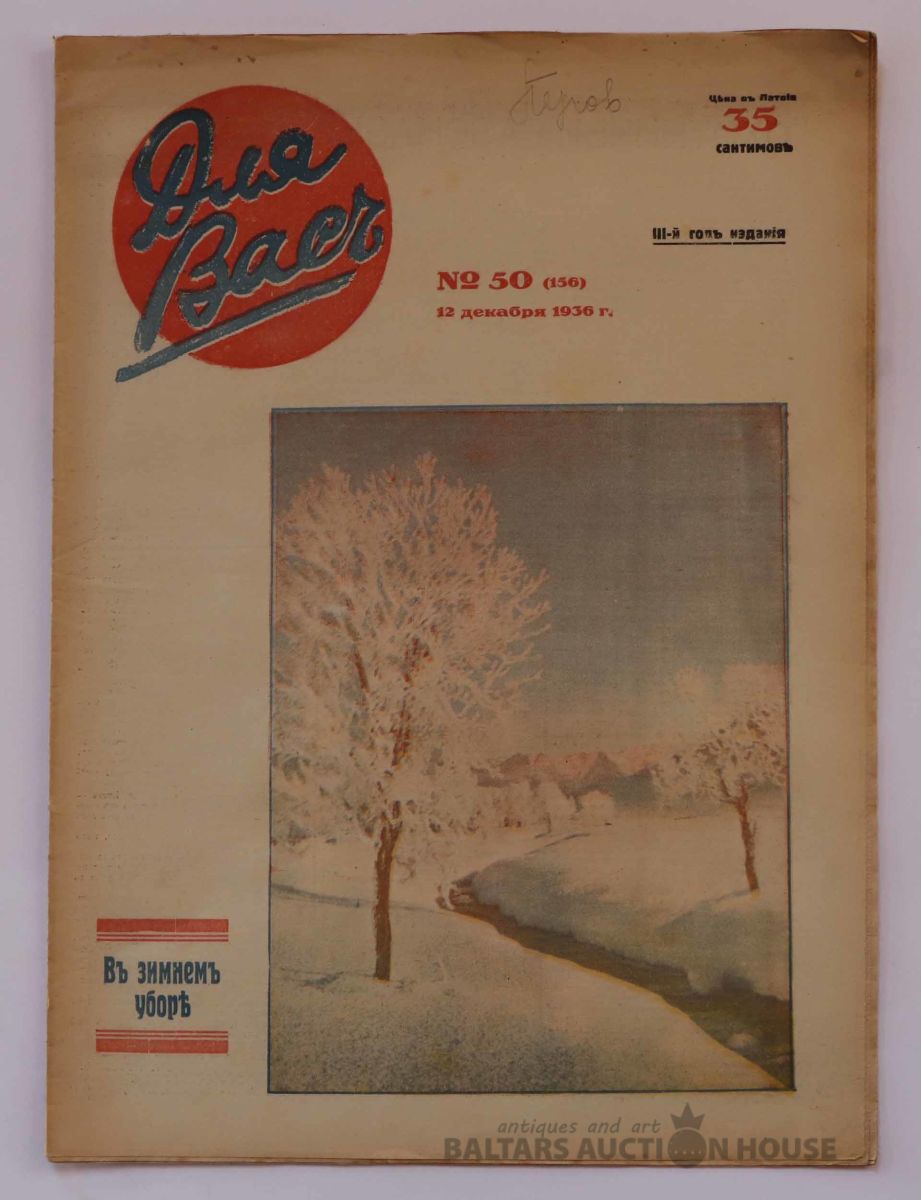 Для
Васъ
Цѣна въ Латвіи
35
сантимовъ
III-й годъ изданія
№ 50 (156)
12 декабря 1936 г.
Въ зимнемъ
уборѣ
antiques and art
BALTARS AUCTION HOUSE